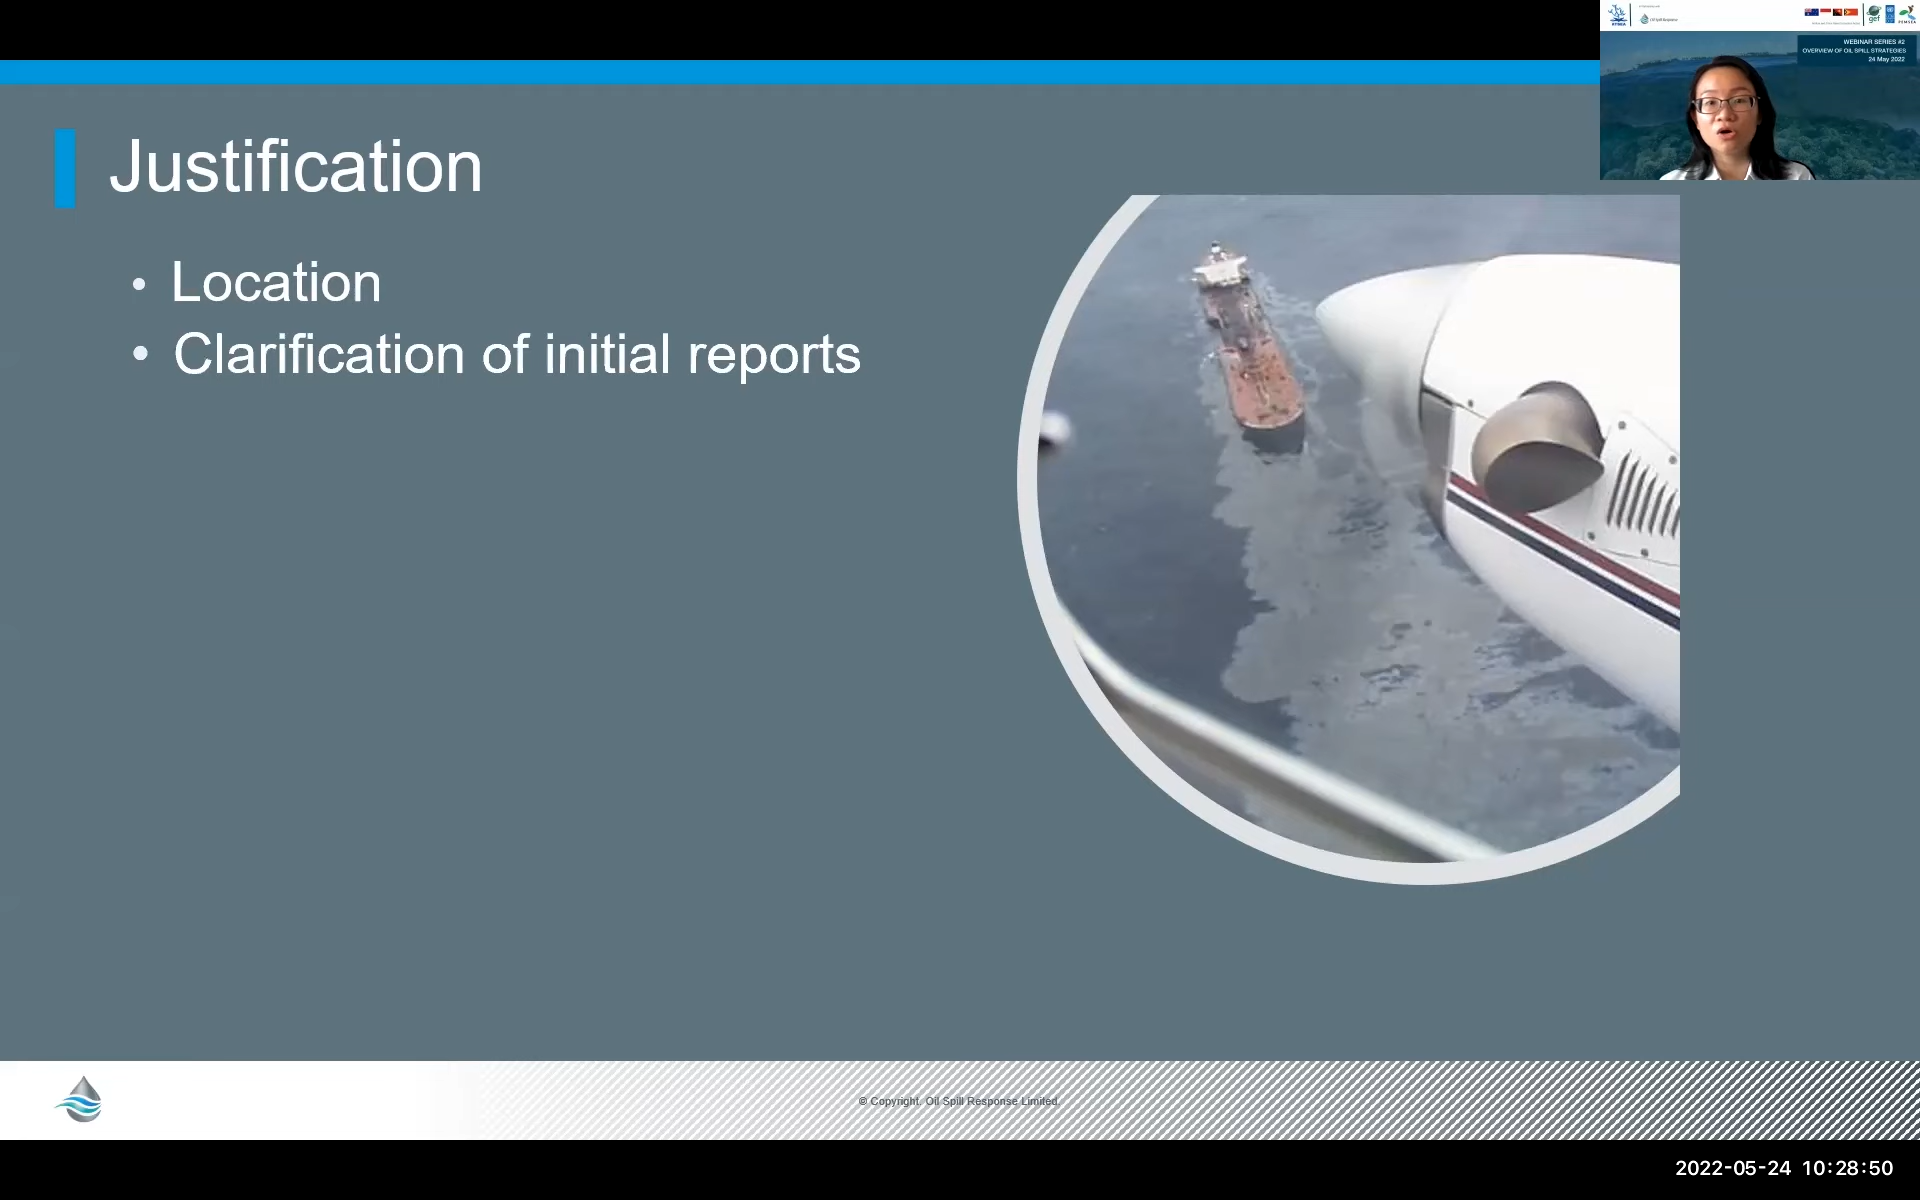 WEBINAR SERIES #2
OVERVIEW OF OIL SPILL STRATEGIES
24 May 2022
Justification
• Location
• Clarification of initial reports
© Copyright. Oil Spill Response Limited.
2022-05-24 10:28:50